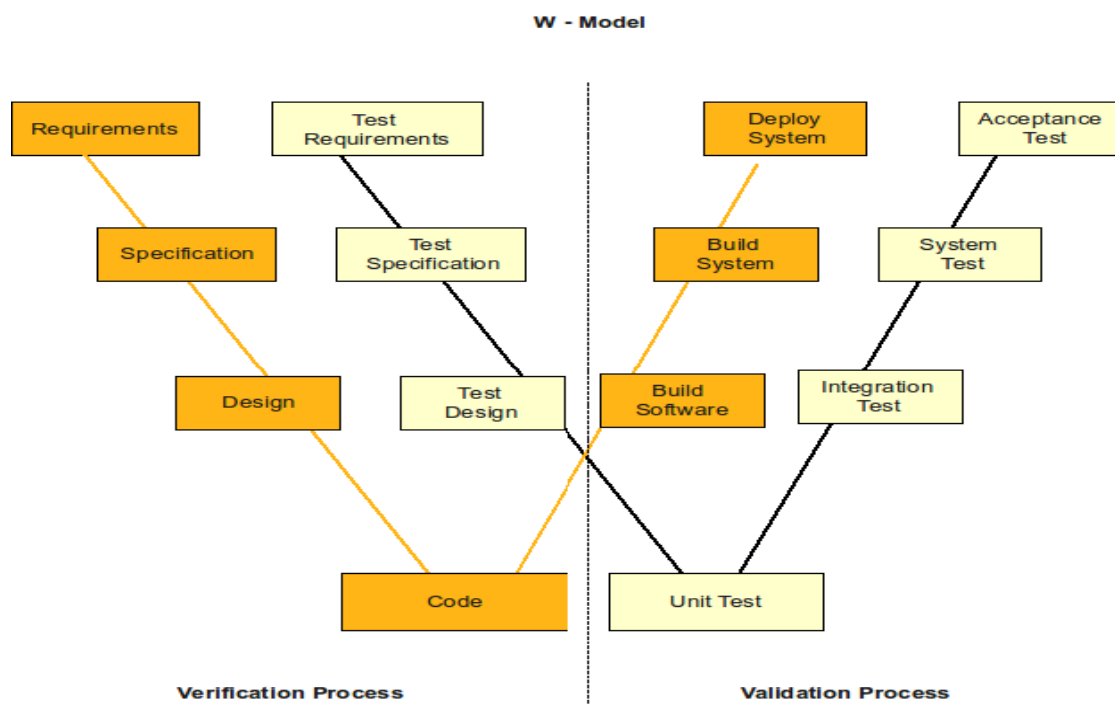 W - Model
Requirements
Test
Requirements
Deploy
System
Acceptance
Test
Specification
Test
Specification
Build
System
System
Test
Design
Test
Design
Build
Software
Integration
Test
Code
Unit Test
Verification Process
Validation Process